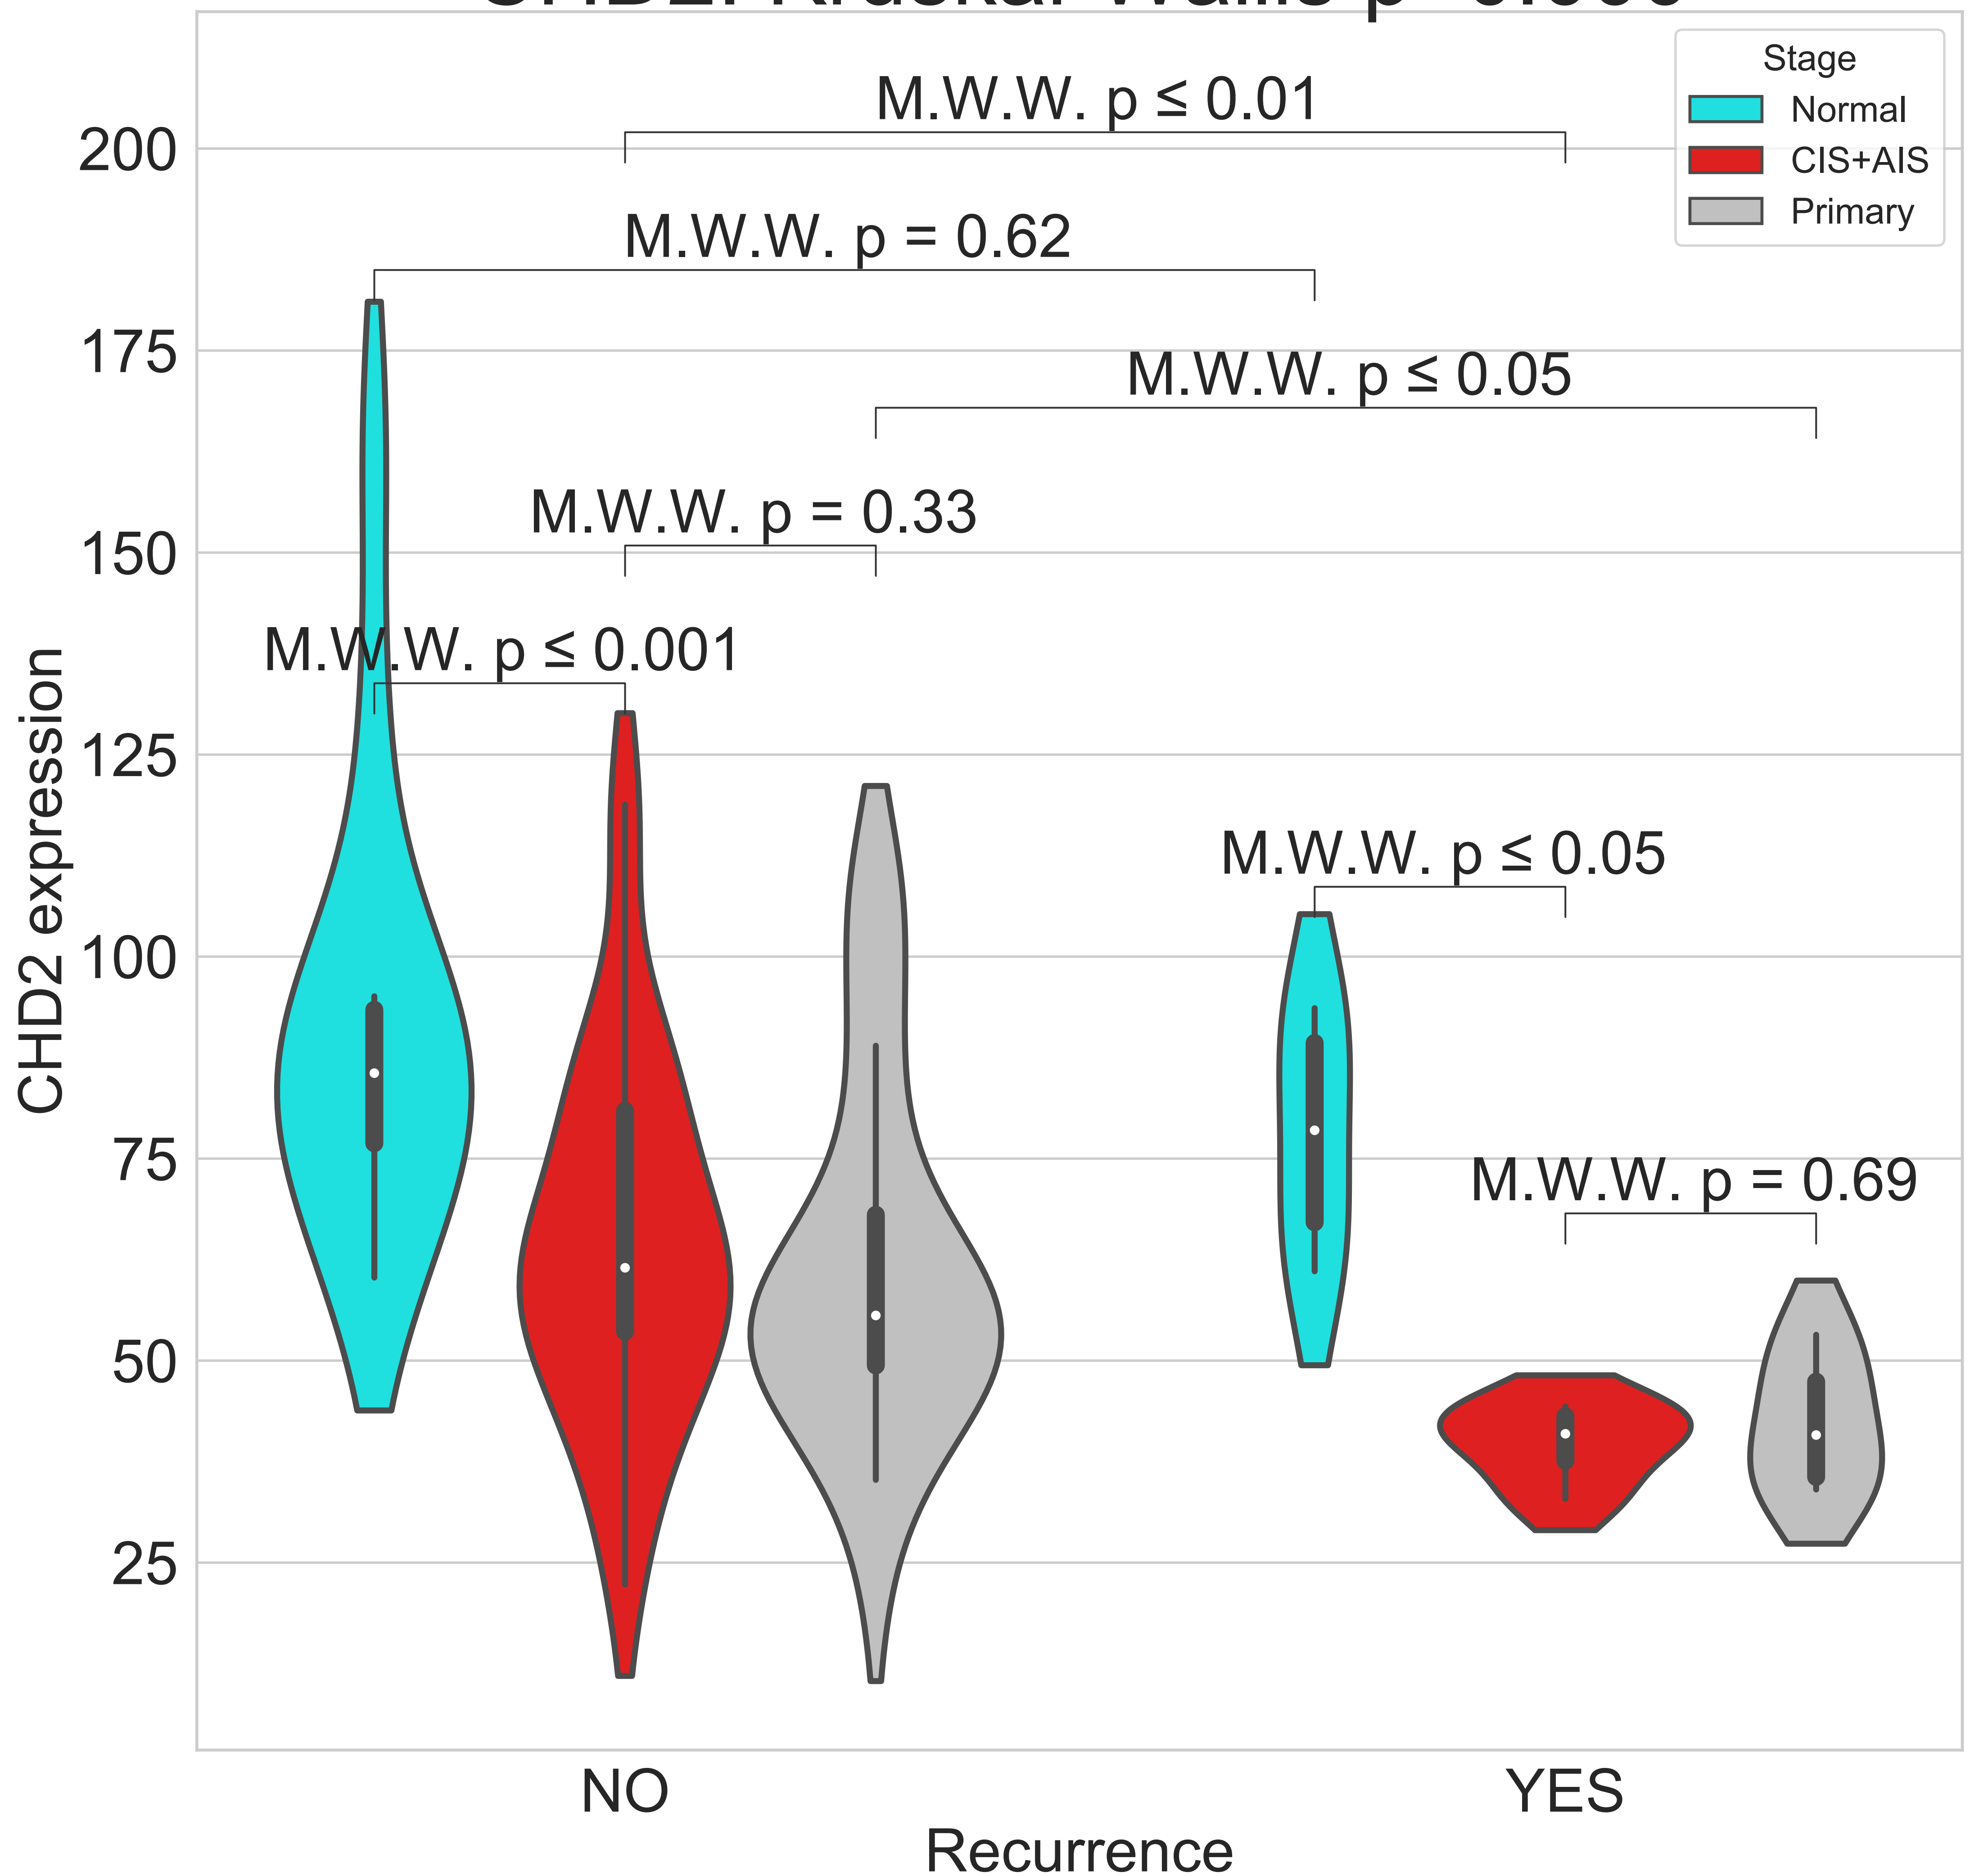 Stage
Normal
CIS+AIS
Primary
M.W.W. p ≤ 0.01
M.W.W. p = 0.62
M.W.W. p ≤ 0.05
M.W.W. p = 0.33
M.W.W. p ≤ 0.001
M.W.W. p ≤ 0.05
M.W.W. p = 0.69
200
175
150
125
100
75
50
25
CHD2 expression
NO
YES
Recurrence